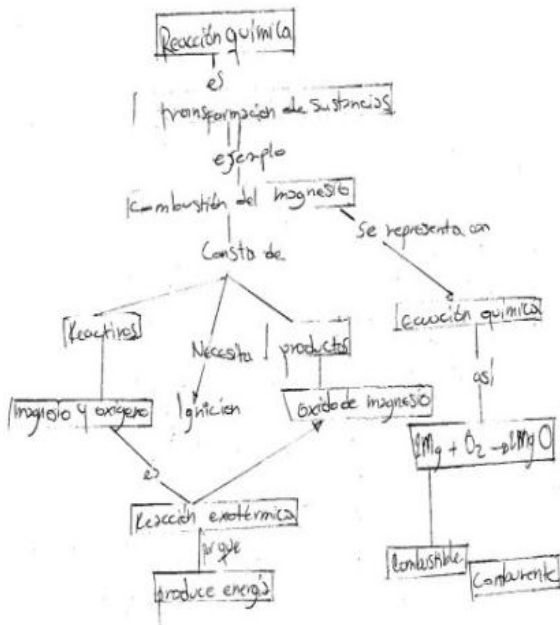 Reacción química
es
transformación de sustancias
ejemplo
Combustión del magnesio
Se representa con
Consta de
Reactivos
Necesita
productos
Ecuación química
así
magnesio y oxígeno
Ignición
oxido de magnesio
2Mg + O₂ → 2MgO
es
Reacción exotérmica
porque
produce energía
Combustible
Comburente